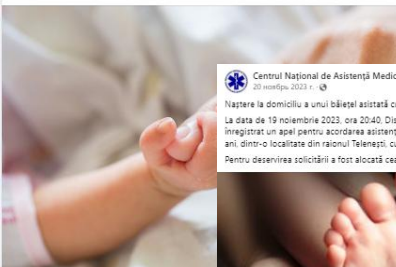 Centrul Național de Asistență Medic
20 ноябрь 2023 г.
Naștere la domiciliu a unui băiețel asistată c
La data de 19 noiembrie 2023, ora 20:40, Dis
înregistrat un apel pentru acordarea asistenț
ani, dintr-o localitate din raionul Telenești, c
Pentru deservirea solicitării a fost alocată cea